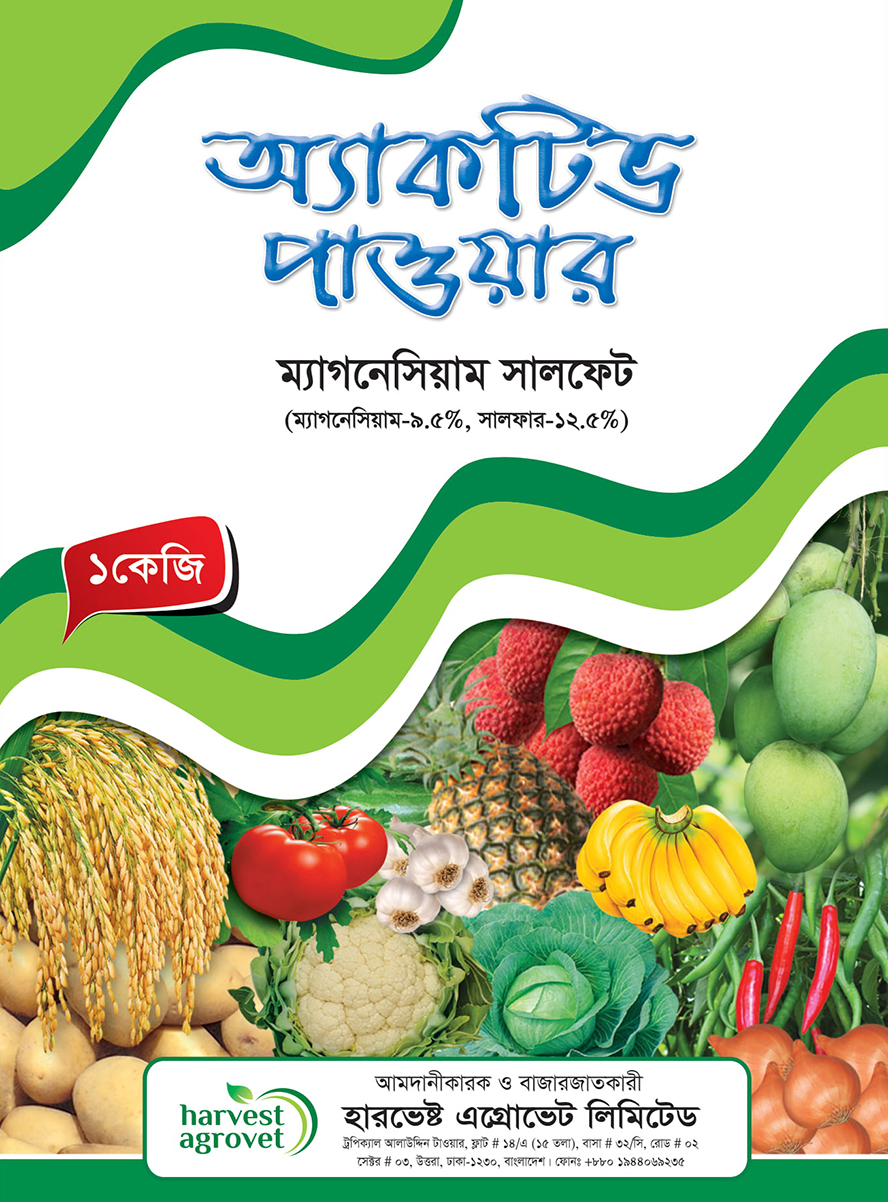 অ্যাকটিভ
পাওয়ার
ম্যাগনেসিয়াম সালফেট
(ম্যাগনেসিয়াম-৯.৫%, সালফার-১২.৫%)
১কেজি
harvest
agrovet
আমদানীকারক ও বাজারজাতকারী
হারভেষ্ট এগ্রোভেট লিমিটেড
ট্রপিক্যাল আলাউদ্দিন টাওয়ার, ফ্লাট # ১৪/এ (১৫ তলা), বাসা # ৩২/সি, রোড # ০২
সেক্টর # ০৩, উত্তরা, ঢাকা-১২৩০, বাংলাদেশ। ফোনঃ +৮৮০ ১৯৪৪০৬৯২৩৫